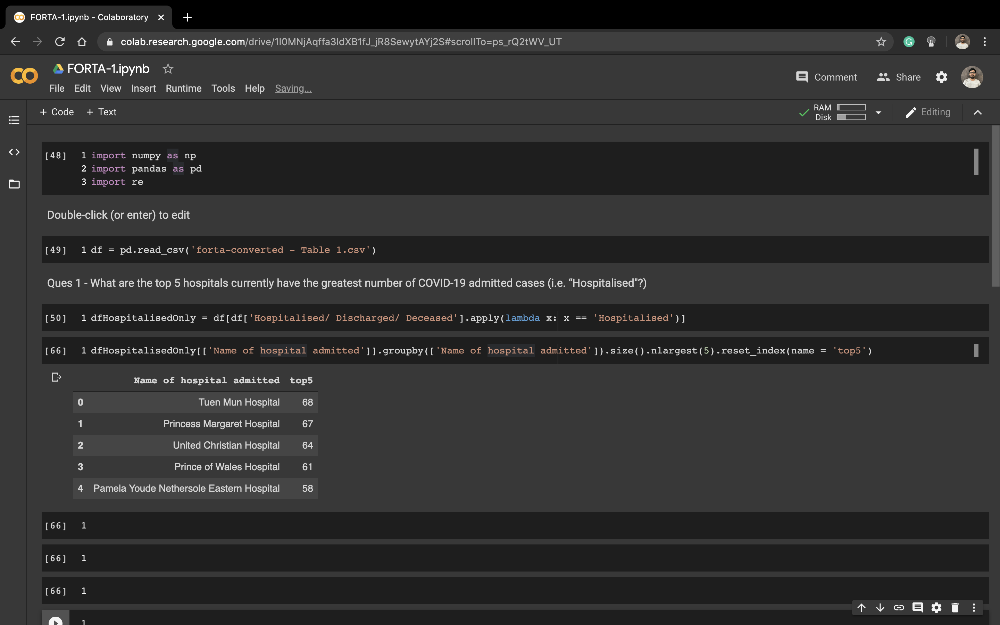 FORTA-1.ipynb - Colaboratory
colab.research.google.com/drive/1I0MNjAqffa3ldXB1fJ_jR8SewytAYj2S#scrollTo=ps_rQ2tWV_UT
FORTA-1.ipynb
Comment Share
File Edit View Insert Runtime Tools Help Saving...
+ Code + Text
RAM
Disk
Editing
[48] 1 import numpy as np
2 import pandas as pd
3 import re
Double-click (or enter) to edit
[49] 1 df = pd.read_csv('forta-converted - Table 1.csv')
Ques 1 - What are the top 5 hospitals currently have the greatest number of COVID-19 admitted cases (i.e. “Hospitalised"?)
[50] 1 dfHospitalisedOnly = df[df['Hospitalised/ Discharged/ Deceased'].apply(lambda x: x == 'Hospitalised')]
[66] 1 dfHospitalisedOnly[['Name of hospital admitted']].groupby(['Name of hospital admitted']).size().nlargest(5).reset_index(name = 'top5')
Name of hospital admitted top5
0 Tuen Mun Hospital 68
1 Princess Margaret Hospital 67
2 United Christian Hospital 64
3 Prince of Wales Hospital 61
4 Pamela Youde Nethersole Eastern Hospital 58
[66] 1
[66] 1
[66] 1
1